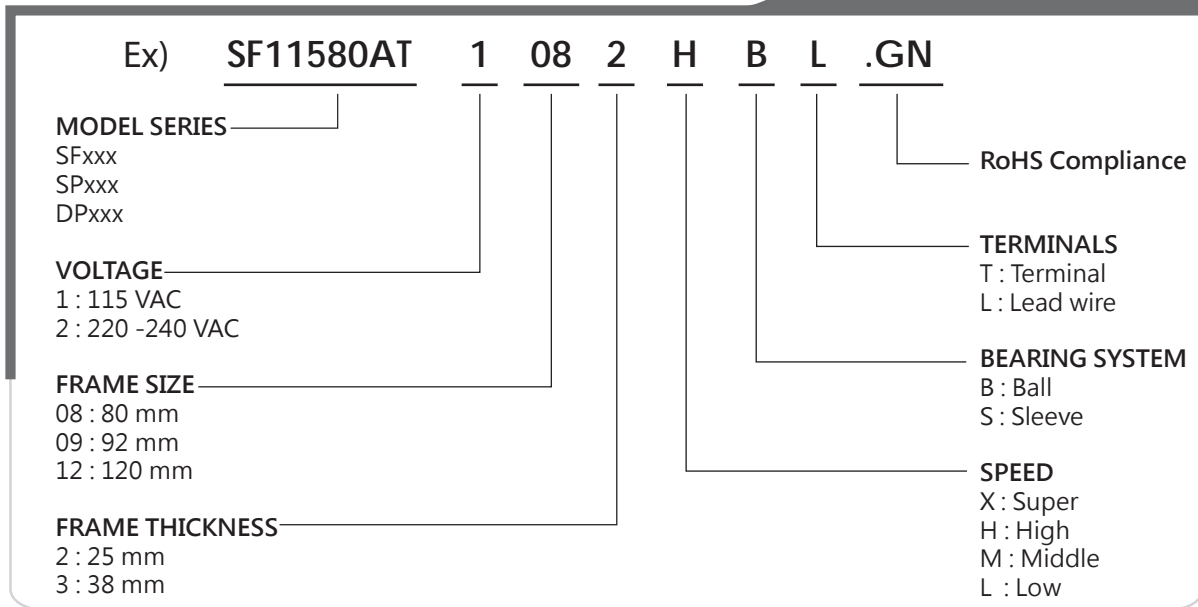 Ex) SF11580AT 1 08 2 H B L .GN
MODEL SERIES
SFxxx
SPxxx
DPxxx
VOLTAGE
1 : 115 VAC
2 : 220 -240 VAC
FRAME SIZE
08 : 80 mm
09 : 92 mm
12 : 120 mm
FRAME THICKNESS
2 : 25 mm
3 : 38 mm
RoHS Compliance
TERMINALS
T : Terminal
L : Lead wire
BEARING SYSTEM
B : Ball
S : Sleeve
SPEED
X : Super
H : High
M : Middle
L : Low